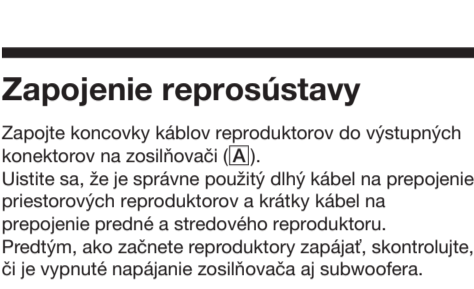 Zapojenie reprosústavy
Zapojte koncovky káblov reproduktorov do výstupných
konektorov na zosilňovači (A).
Uistite sa, že je správne použitý dlhý kábel na prepojenie
priestorových reproduktorov a krátky kábel na
prepojenie predné a stredového reproduktoru.
Predtým, ako začnete reproduktory zapájať, skontrolujte,
či je vypnuté napájanie zosilňovača aj subwoofera.